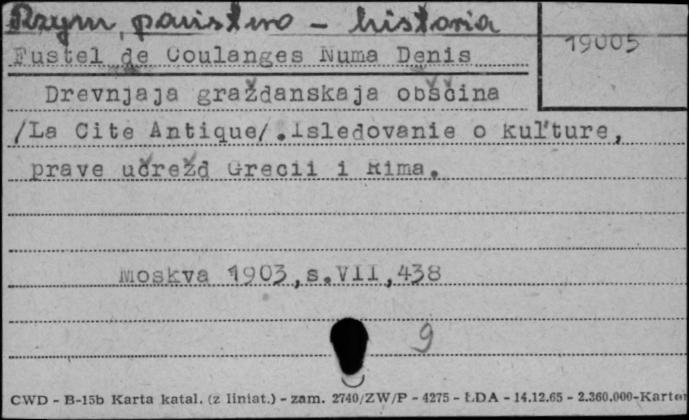 Rzym, państwo - historia
19005
Fustel de Coulanges Numa Denis
Drevnjaja graždanskaja obščina
/La Cite Antique/.Isledovanie o kul'ture,
prave učrežd Grecii i Rima.
Moskva 1903,s.VII,438
9
CWD - B-15b Karta katal. (z liniat.) - zam. 2740/ZW/P - 4275 - ŁDA - 14.12.65 - 2.360.000-Karton